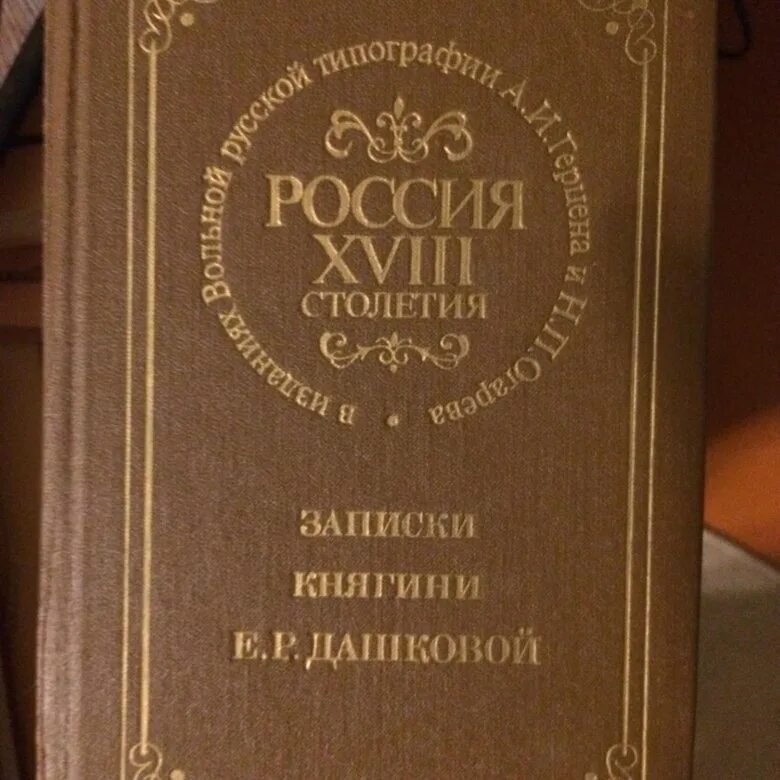 в изданиях Вольной русской типографии А.И.Герцена и Н.П.Огарева
РОССИЯ
XVIII
СТОЛЕТИЯ
ЗАПИСКИ
КНЯГИНИ
Е.Р.ДАШКОВОЙ